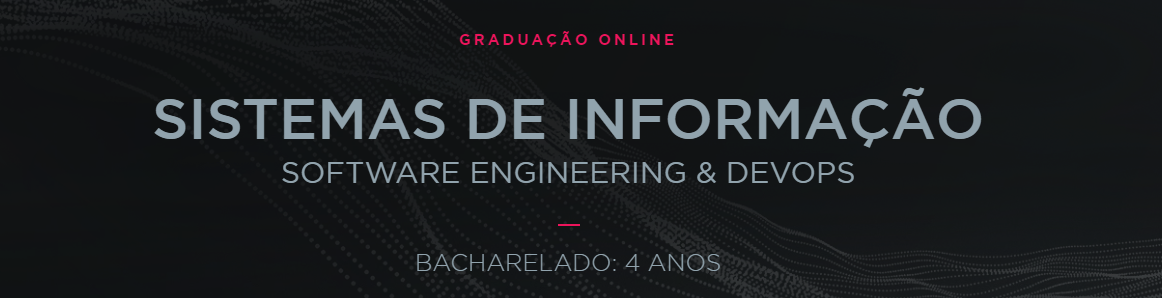 GRADUAÇÃO ONLINE
SISTEMAS DE INFORMAÇÃO
SOFTWARE ENGINEERING & DEVOPS
BACHARELADO: 4 ANOS